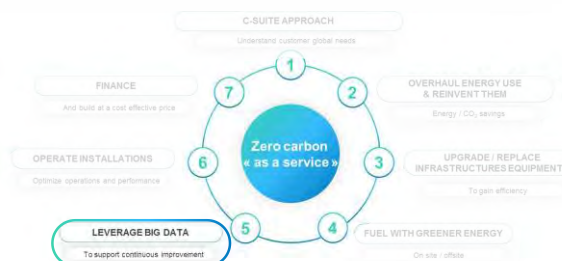 C-SUITE APPROACH
Understand customer global needs
1
2
OVERHAUL ENERGY USE
& REINVENT THEM
Energy / CO₂ savings
3
UPGRADE / REPLACE
INFRASTRUCTURES EQUIPMENT
To gain efficiency
4
FUEL WITH GREENER ENERGY
On site / offsite
5
LEVERAGE BIG DATA
To support continuous improvement
6
OPERATE INSTALLATIONS
Optimize operations and performance
7
FINANCE
And build at a cost effective price
Zero carbon
« as a service »